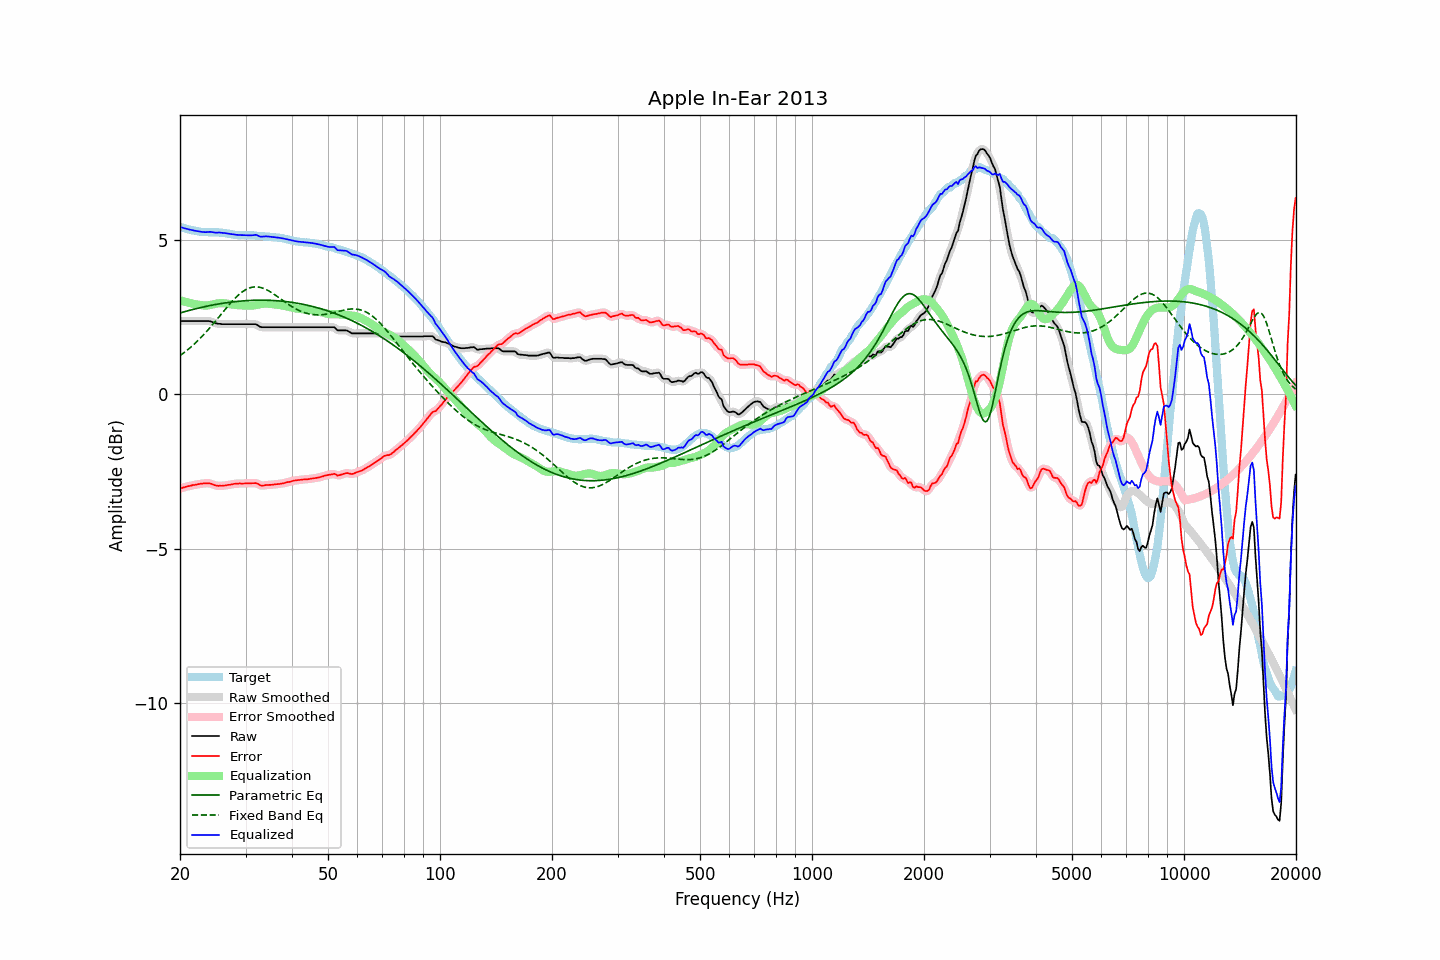 Apple In-Ear 2013
5
0
−5
−10
Amplitude (dBr)
Target
Raw Smoothed
Error Smoothed
Raw
Error
Equalization
Parametric Eq
Fixed Band Eq
Equalized
20 50 100 200 500 1000 2000 5000 10000 20000
Frequency (Hz)